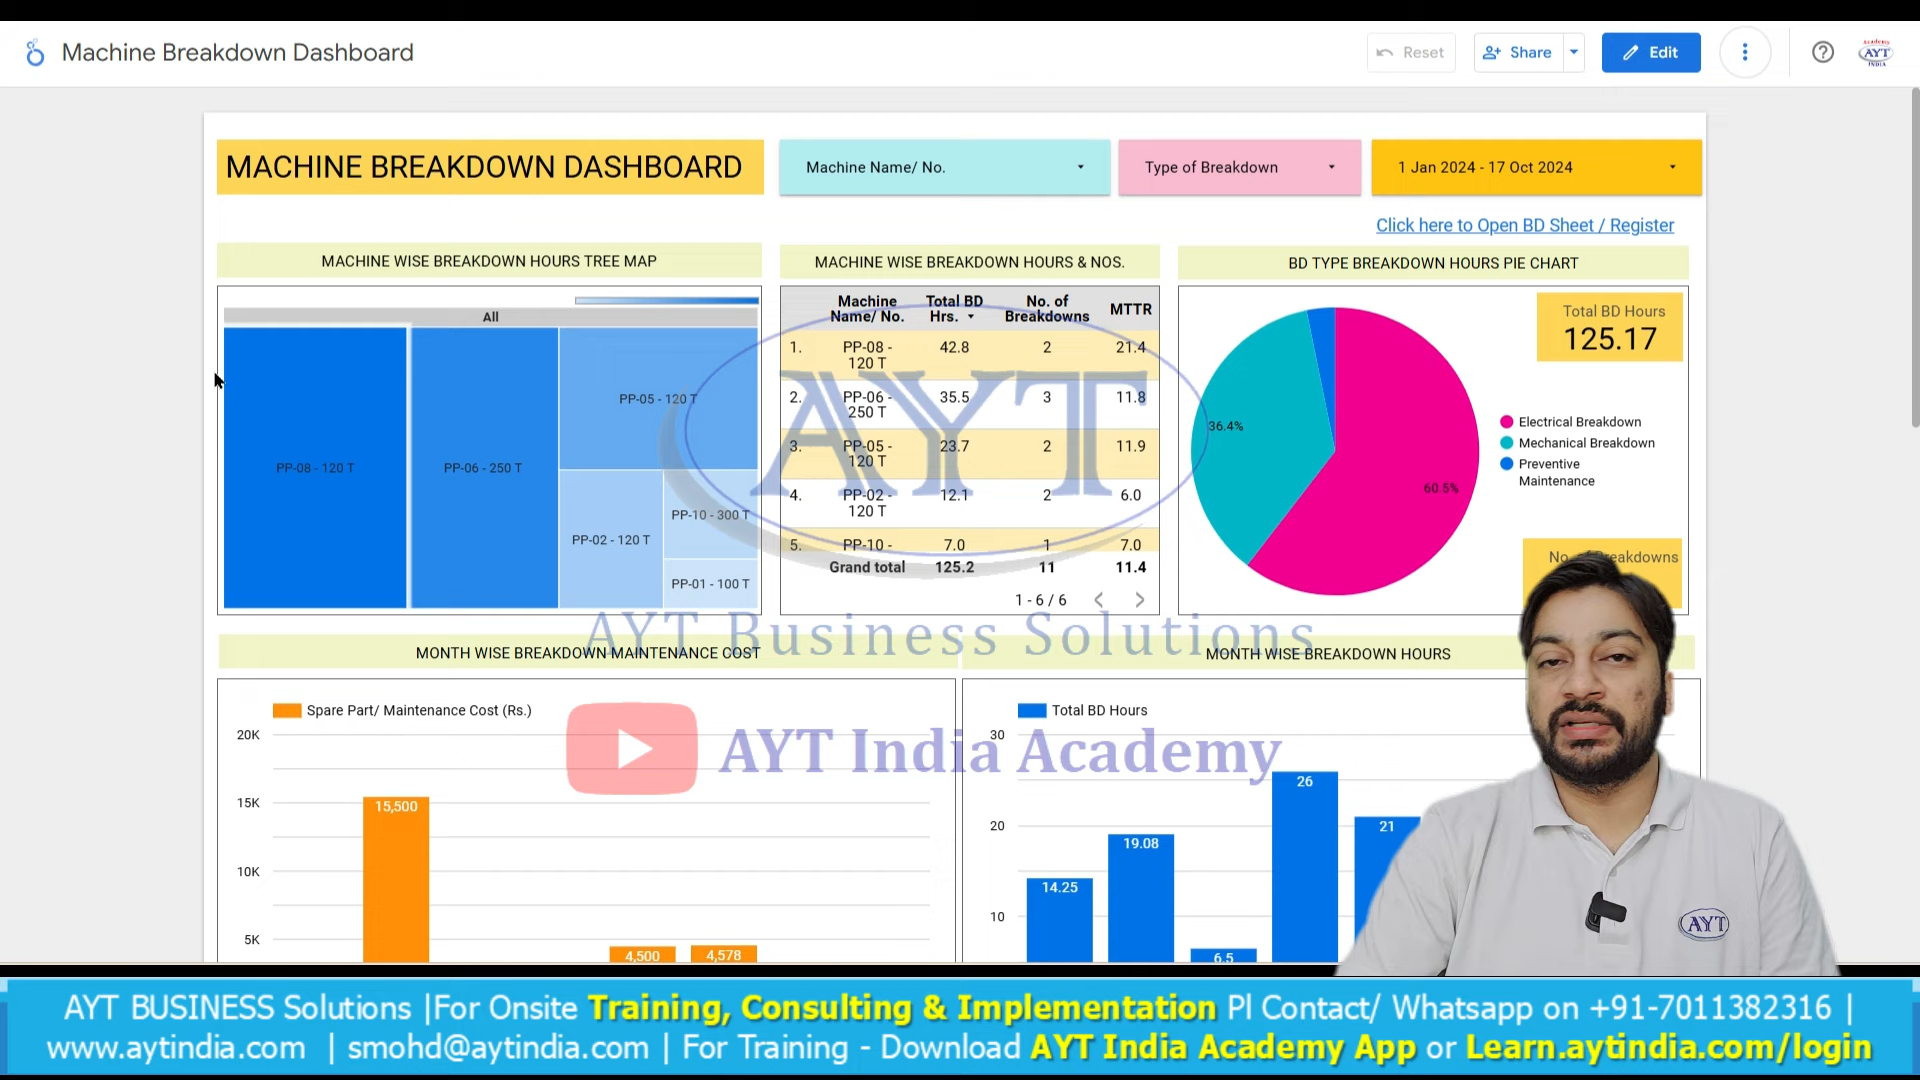 Machine Breakdown Dashboard
Reset
Share
Edit
Academy
AYT
INDIA
MACHINE BREAKDOWN DASHBOARD
Machine Name/ No.
Type of Breakdown
1 Jan 2024 - 17 Oct 2024
Click here to Open BD Sheet / Register
MACHINE WISE BREAKDOWN HOURS TREE MAP
All
PP-08 - 120 T
PP-06 - 250 T
PP-05 - 120 T
PP-02 - 120 T
PP-10 - 300 T
PP-01 - 100 T
MACHINE WISE BREAKDOWN HOURS & NOS.
Machine Name/ No. Total BD Hrs. No. of Breakdowns MTTR
1. PP-08 - 120 T 42.8 2 21.4
2. PP-06 - 250 T 35.5 3 11.8
3. PP-05 - 120 T 23.7 2 11.9
4. PP-02 - 120 T 12.1 2 6.0
5. PP-10 - 7.0 1 7.0
Grand total 125.2 11 11.4
1 - 6 / 6
BD TYPE BREAKDOWN HOURS PIE CHART
Total BD Hours
125.17
36.4%
60.5%
Electrical Breakdown
Mechanical Breakdown
Preventive
Maintenance
No. of Breakdowns
AYT
AYT Business Solutions
AYT India Academy
MONTH WISE BREAKDOWN MAINTENANCE COST
Spare Part/ Maintenance Cost (Rs.)
20K
15K
10K
5K
15,500
4,500
4,578
MONTH WISE BREAKDOWN HOURS
Total BD Hours
30
20
10
14.25
19.08
6.5
26
21
AYT
AYT BUSINESS Solutions |For Onsite Training, Consulting & Implementation Pl Contact/ Whatsapp on +91-7011382316 |
www.aytindia.com | smohd@aytindia.com | For Training - Download AYT India Academy App or Learn.aytindia.com/login